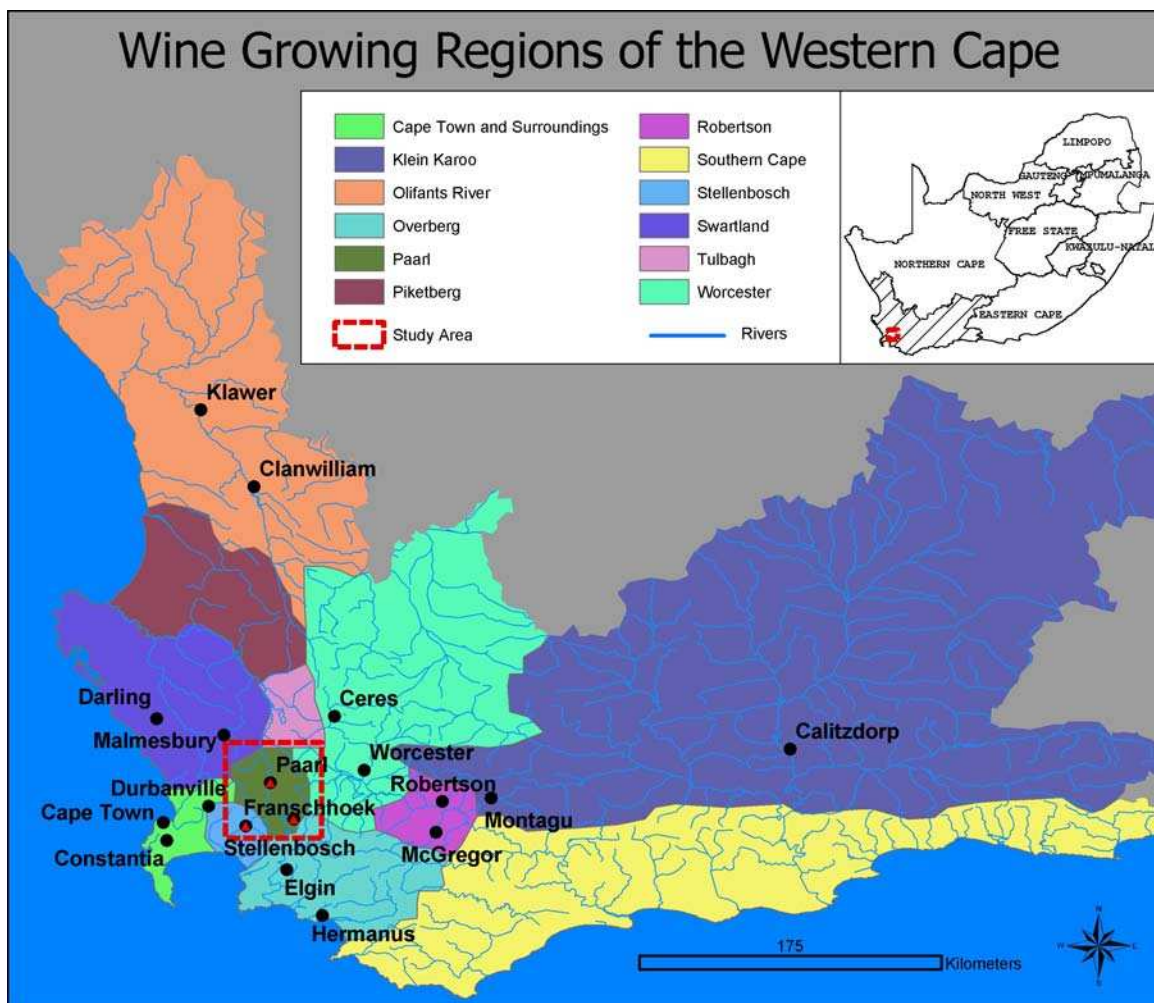 Wine Growing Regions of the Western Cape
Cape Town and Surroundings
Klein Karoo
Olifants River
Overberg
Paarl
Piketberg
Study Area
Robertson
Southern Cape
Stellenbosch
Swartland
Tulbagh
Worcester
Rivers
LIMPOPO
GAUTENG
MPUMALANGA
NORTH WEST
FREE STATE
KWAZULU-NATAL
NORTHERN CAPE
EASTERN CAPE
Klawer
Clanwilliam
Darling
Ceres
Malmesbury
Worcester
Calitzdorp
Paarl
Durbanville
Robertson
Cape Town
Franschhoek
Montagu
Constantia
Stellenbosch
McGregor
Elgin
Hermanus
175
Kilometers
N
W
E
S